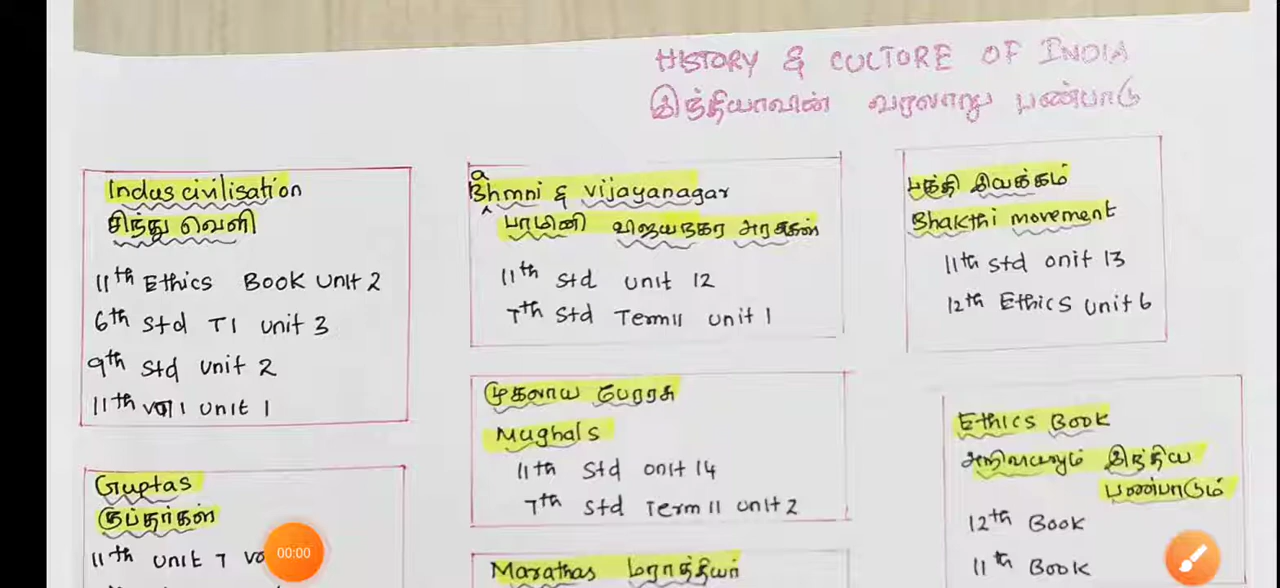 HISTORY & CULTURE OF INDIA
இந்தியாவின் வரலாறு பண்பாடு
Indus civilisation
சிந்து வெளி
11th Ethics Book Unit 2
6th Std T1 unit 3
9th Std Unit 2
11th vol 1 Unit 1
Guptas
குப்தர்கள்
11th Unit 7 vo
00:00
Bahmni & Vijayanagar
பாமினி விஜயநகர அரசுகள்
11th Std Unit 12
7th Std Term II Unit 1
முகலாய பேரரசு
Mughals
11th Std Unit 14
7th Std Term II Unit 2
Marathas மராத்தியர்
பக்தி இயக்கம்
Bhakthi movement
11th Std Unit 13
12th Ethics Unit 6
Ethics Book
அறிவியலும் இந்திய
பண்பாடும்
12th Book
11th Book